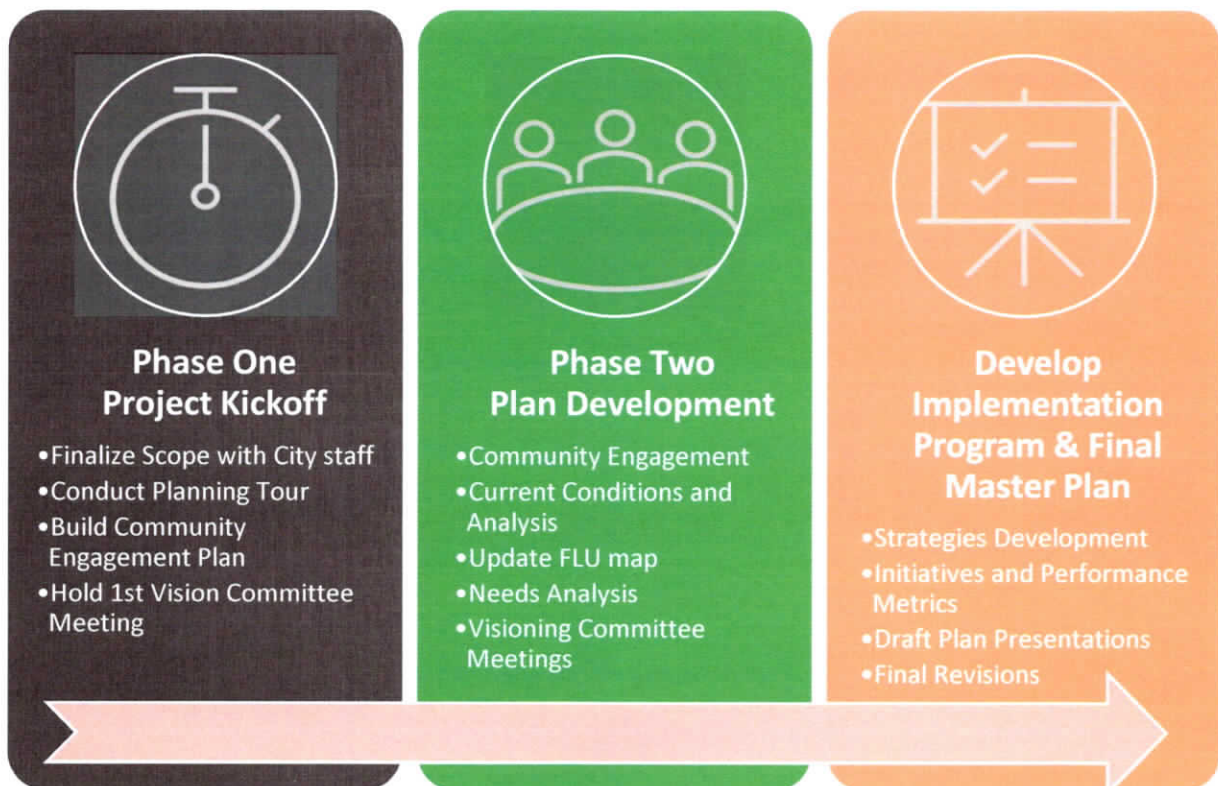 Phase One
Project Kickoff
•Finalize Scope with City staff
•Conduct Planning Tour
•Build Community
Engagement Plan
•Hold 1st Vision Committee
Meeting
Phase Two
Plan Development
•Community Engagement
•Current Conditions and
Analysis
•Update FLU map
•Needs Analysis
•Visioning Committee
Meetings
Develop
Implementation
Program & Final
Master Plan
•Strategies Development
•Initiatives and Performance
Metrics
•Draft Plan Presentations
•Final Revisions